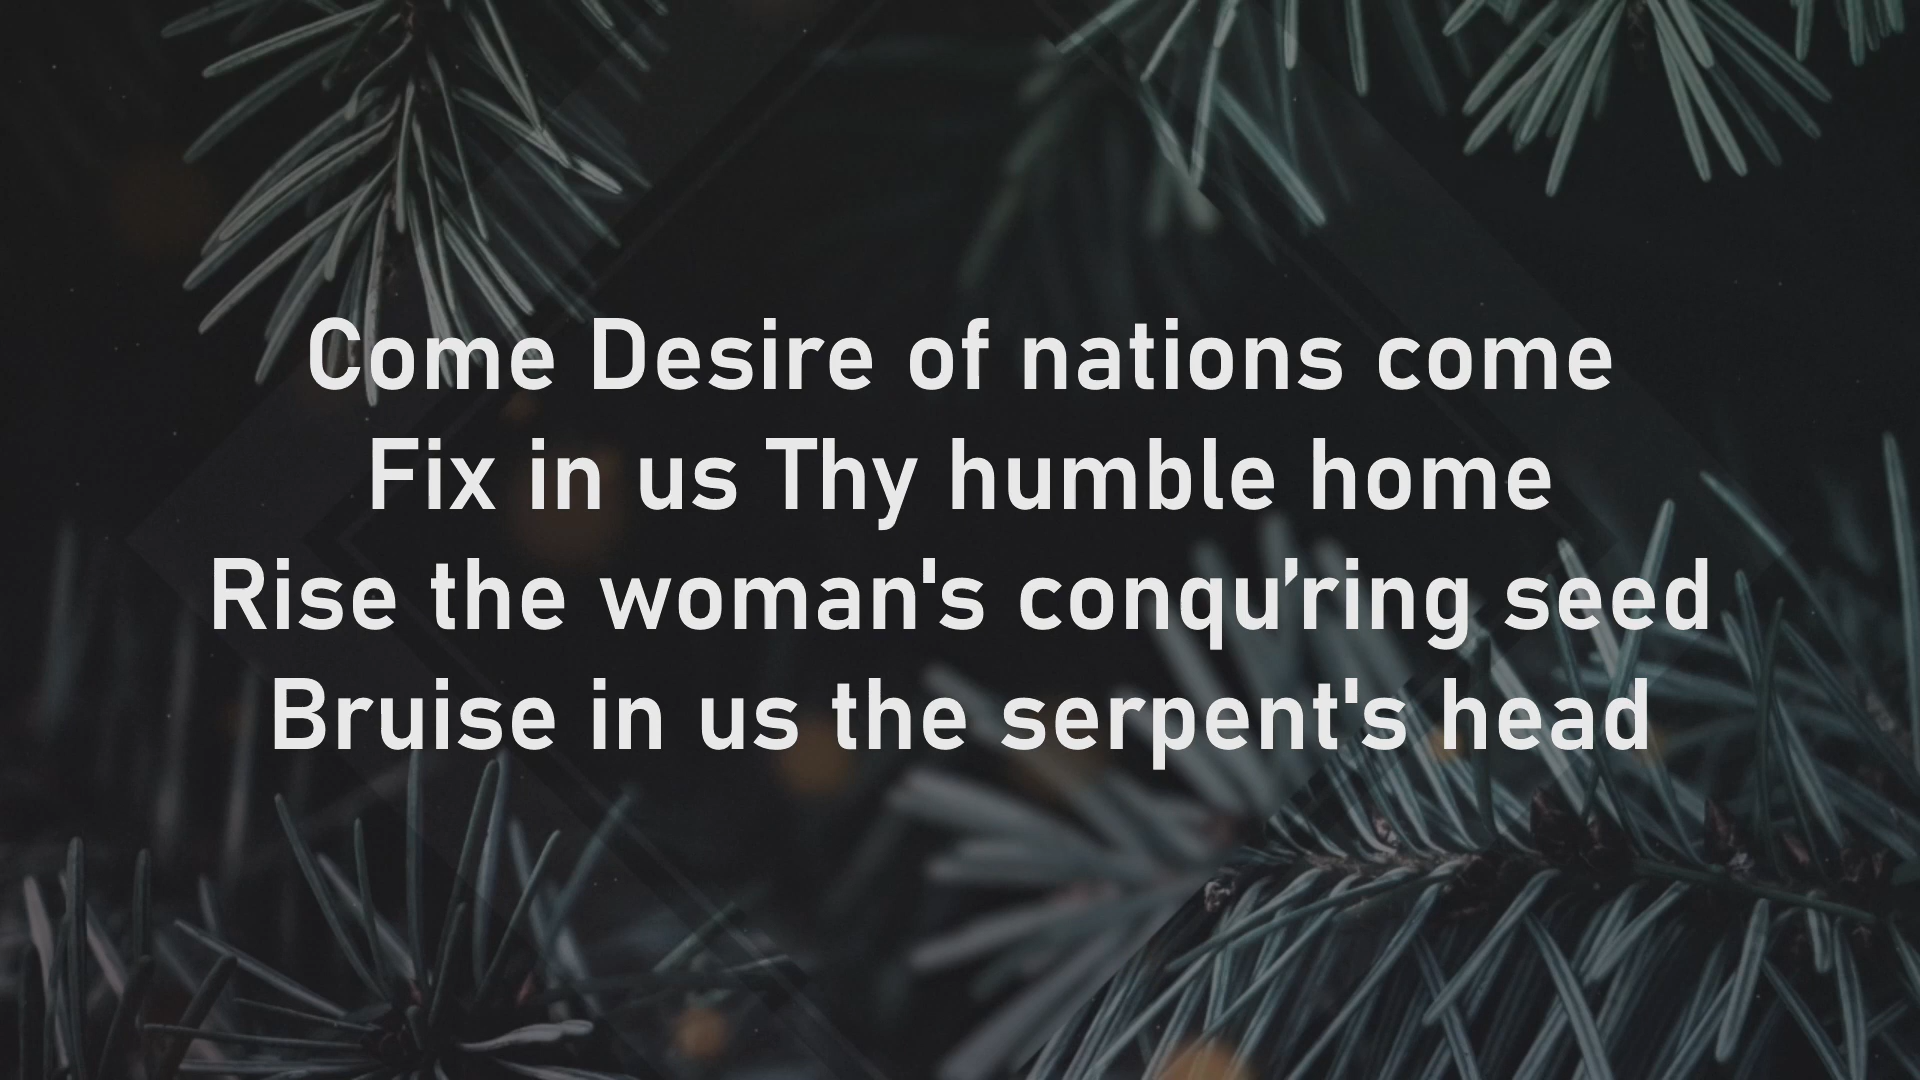 Come Desire of nations come
Fix in us Thy humble home
Rise the woman's conqu’ring seed
Bruise in us the serpent's head